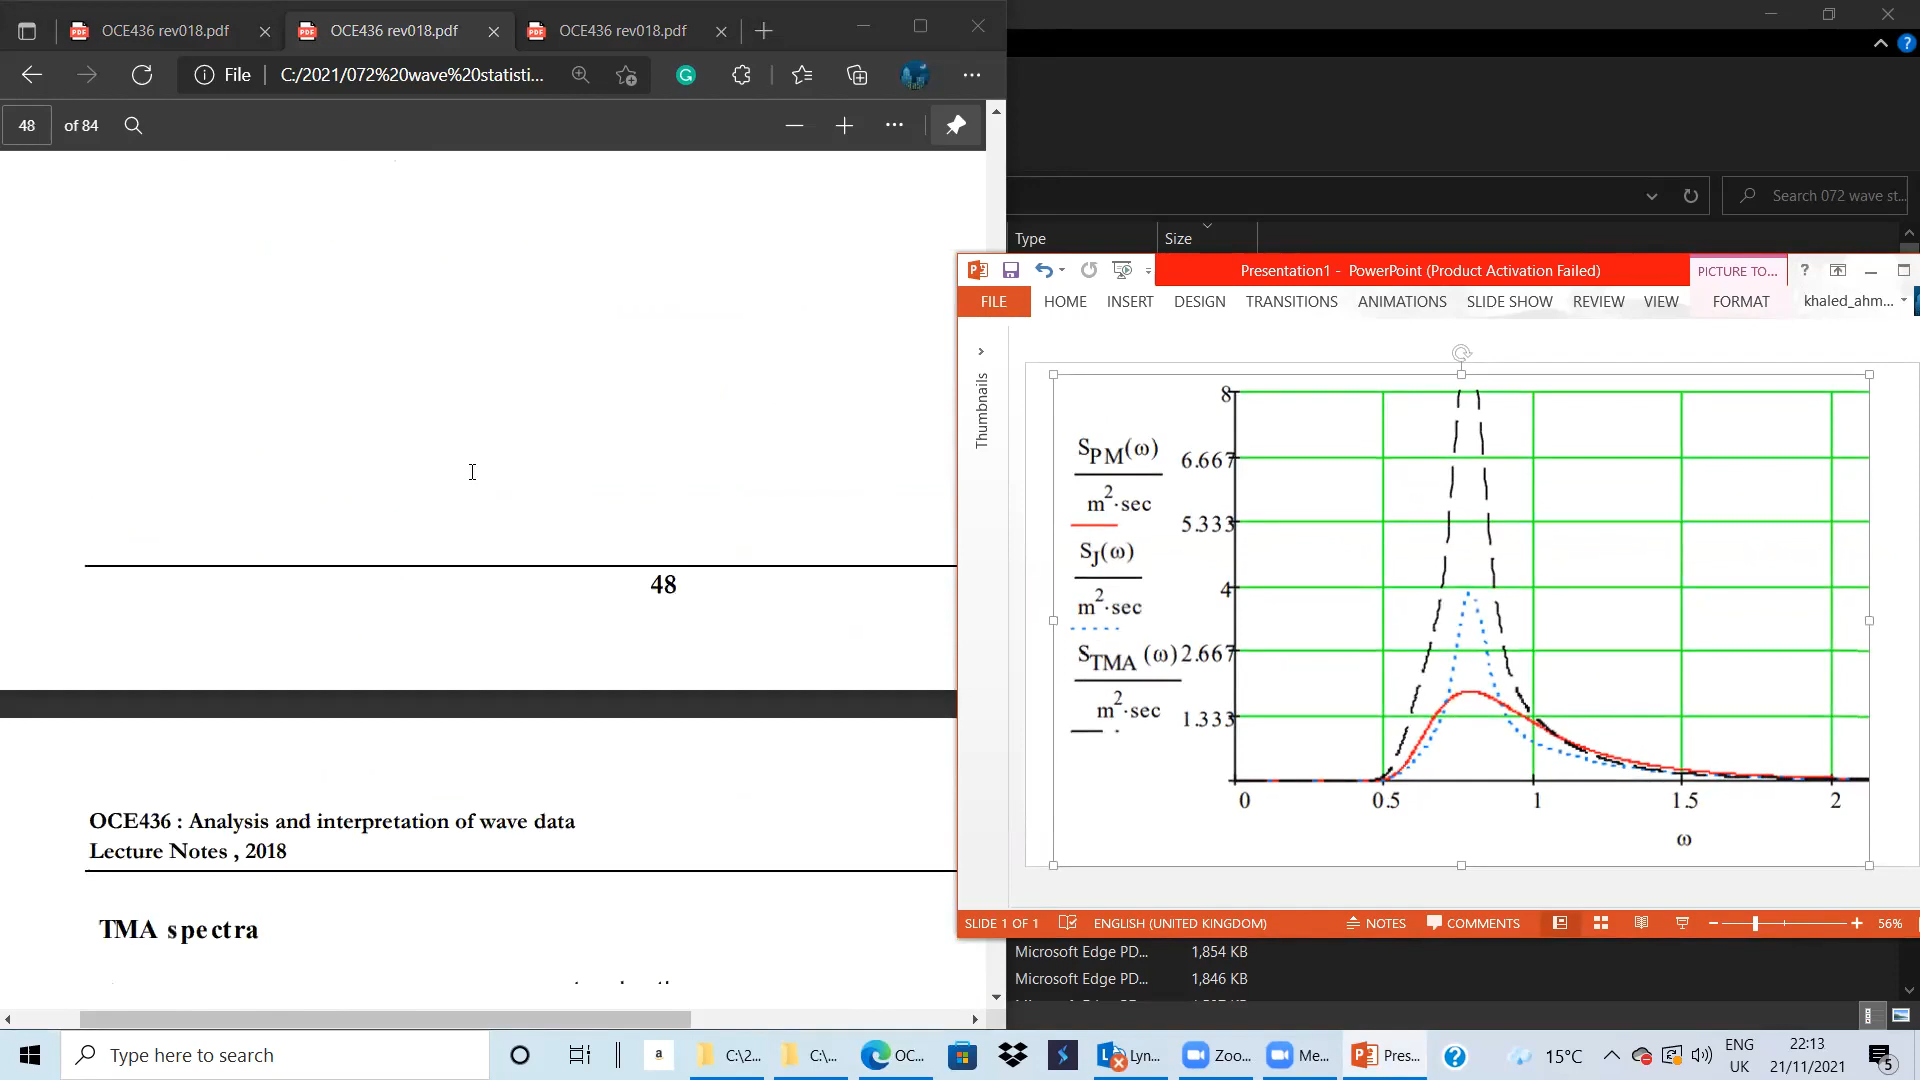 OCE436 rev018.pdf
OCE436 rev018.pdf
OCE436 rev018.pdf
File
C:/2021/072%20wave%20statisti...
48
of 84
48
OCE436 : Analysis and interpretation of wave data
Lecture Notes , 2018
TMA spectra
Search 072 wave st...
Type
Size
Presentation1 - PowerPoint (Product Activation Failed)
PICTURE TO...
FILE
HOME
INSERT
DESIGN
TRANSITIONS
ANIMATIONS
SLIDE SHOW
REVIEW
VIEW
FORMAT
khaled_ahm...
Thumbnails
S_PM(ω)
m²·sec
S_J(ω)
m²·sec
S_TMA (ω)
m²·sec
8
6.667
5.333
4
2.667
1.333
0
0.5
1
1.5
2
ω
SLIDE 1 OF 1
ENGLISH (UNITED KINGDOM)
NOTES
COMMENTS
56%
Microsoft Edge PD...
1,854 KB
Microsoft Edge PD...
1,846 KB
Type here to search
a
C:\2...
C:\...
OC...
Lyn...
Zoo...
Me...
Pres...
15°C
ENG
UK
22:13
21/11/2021
5